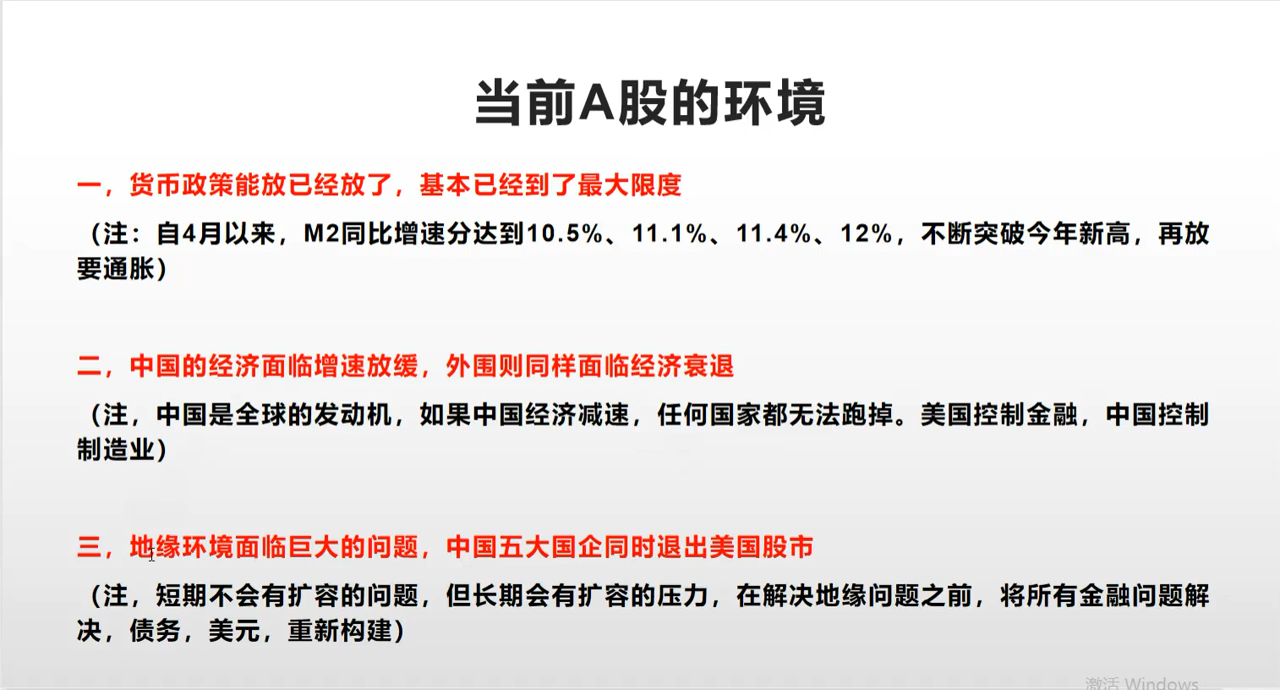 当前A股的环境
一，货币政策能放已经放了，基本已经到了最大限度
（注：自4月以来，M2同比增速分达到10.5%、11.1%、11.4%、12%，不断突破今年新高，再放
要通胀）
二，中国的经济面临增速放缓，外围则同样面临经济衰退
（注，中国是全球的发动机，如果中国经济减速，任何国家都无法跑掉。美国控制金融，中国控制
制造业）
三，地缘环境面临巨大的问题，中国五大国企同时退出美国股市
（注，短期不会有扩容的问题，但长期会有扩容的压力，在解决地缘问题之前，将所有金融问题解
决，债务，美元，重新构建）
激活 Windows